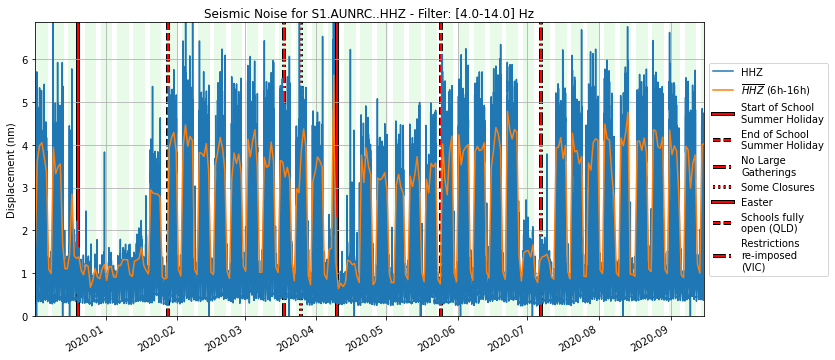 Seismic Noise for S1.AUNRC..HHZ - Filter: [4.0-14.0] Hz
Displacement (nm)
6
5
4
3
2
1
0
2020-01
2020-02
2020-03
2020-04
2020-05
2020-06
2020-07
2020-08
2020-09
HHZ
HHZ (6h-16h)
Start of School
Summer Holiday
End of School
Summer Holiday
No Large
Gatherings
Some Closures
Easter
Schools fully
open (QLD)
Restrictions
re-imposed
(VIC)